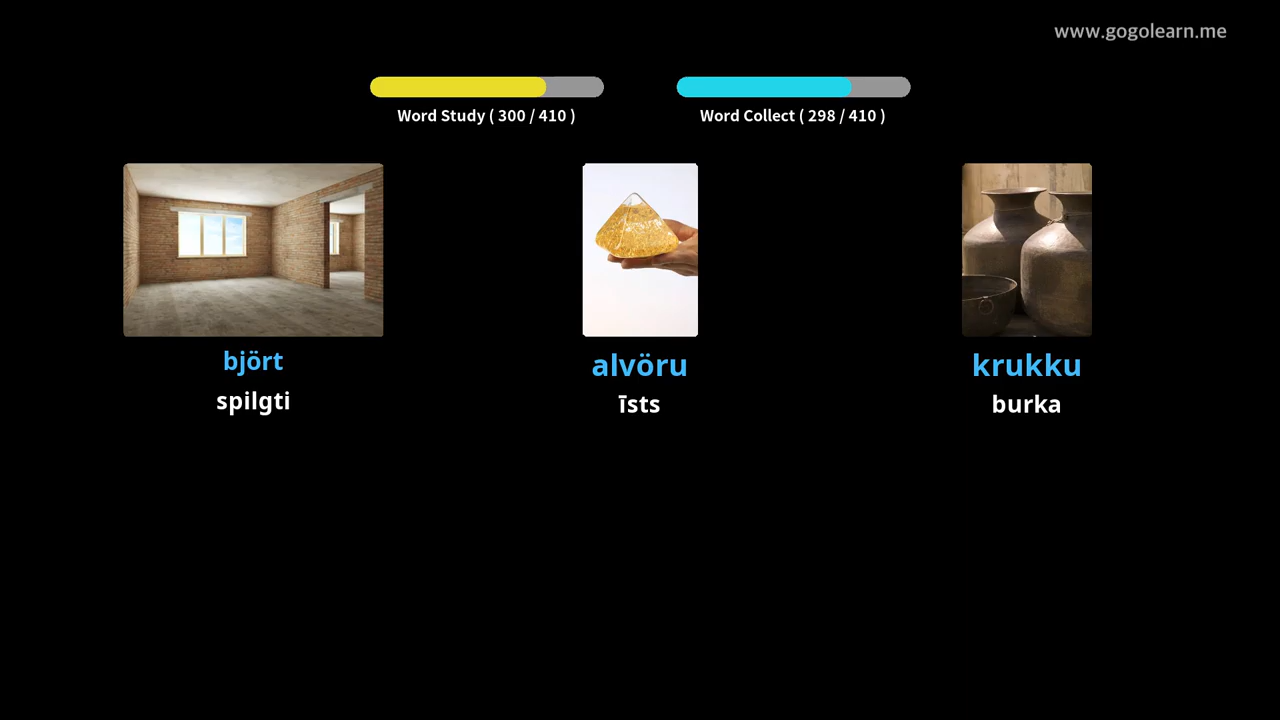 www.gogolearn.me
Word Study ( 300 / 410 )
Word Collect ( 298 / 410 )
björt
spilgti
alvöru
īsts
krukku
burka